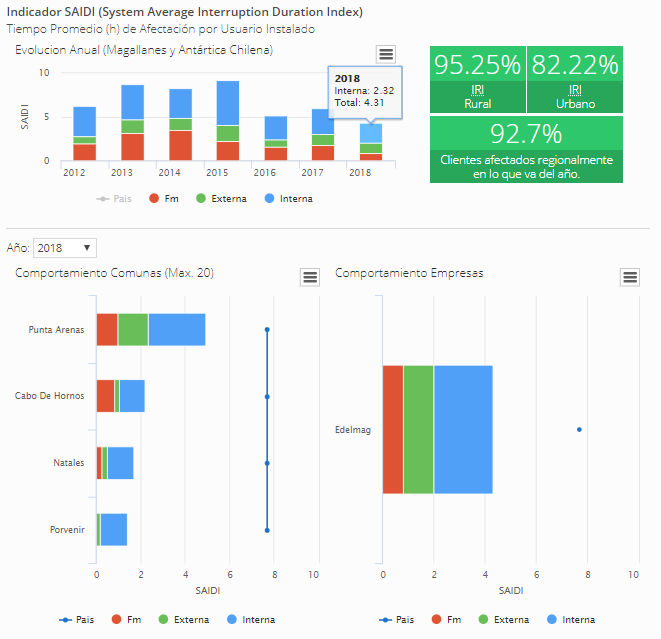 Indicador SAIDI (System Average Interruption Duration Index)
Tiempo Promedio (h) de Afectación por Usuario Instalado
Evolucion Anual (Magallanes y Antártica Chilena)
10
5
0
SAIDI
2012 2013 2014 2015 2016 2017 2018
2018
Interna: 2.32
Total: 4.31
Pais Fm Externa Interna
95.25%
IRI
Rural
82.22%
IRI
Urbano
92.7%
Clientes afectados regionalmente
en lo que va del año.
Año: 2018
Comportamiento Comunas (Max. 20)
Punta Arenas
Cabo De Hornos
Natales
Porvenir
0 2 4 6 8 10
SAIDI
Pais Fm Externa Interna
Comportamiento Empresas
Edelmag
0 2 4 6 8 10
SAIDI
Pais Fm Externa Interna